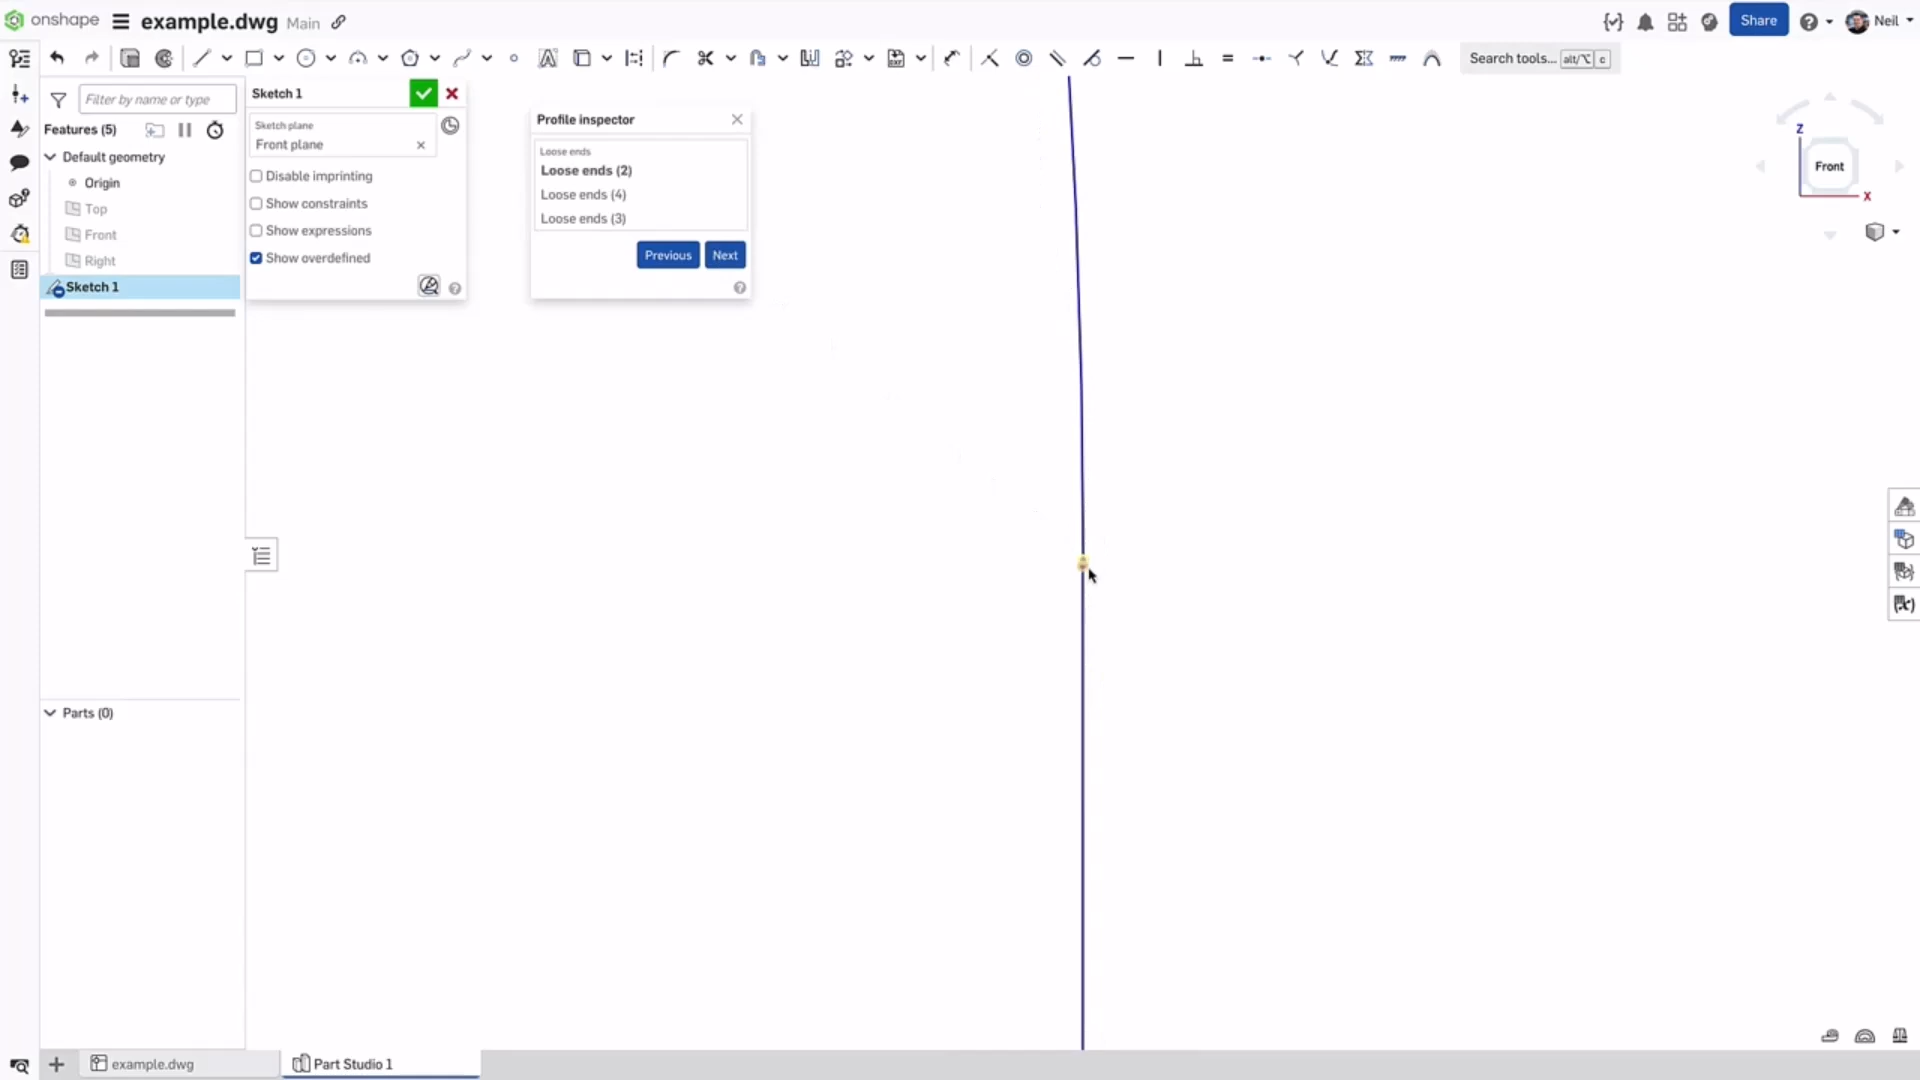 onshape
example.dwg Main
Share
Neil
Search tools... alt/⌥ c
Filter by name or type
Features (5)
Default geometry
Origin
Top
Front
Right
Sketch 1
Parts (0)
Sketch 1
Sketch plane
Front plane
Disable imprinting
Show constraints
Show expressions
Show overdefined
Profile inspector
Loose ends
Loose ends (2)
Loose ends (4)
Loose ends (3)
Previous
Next
Z
Front
X
example.dwg
Part Studio 1